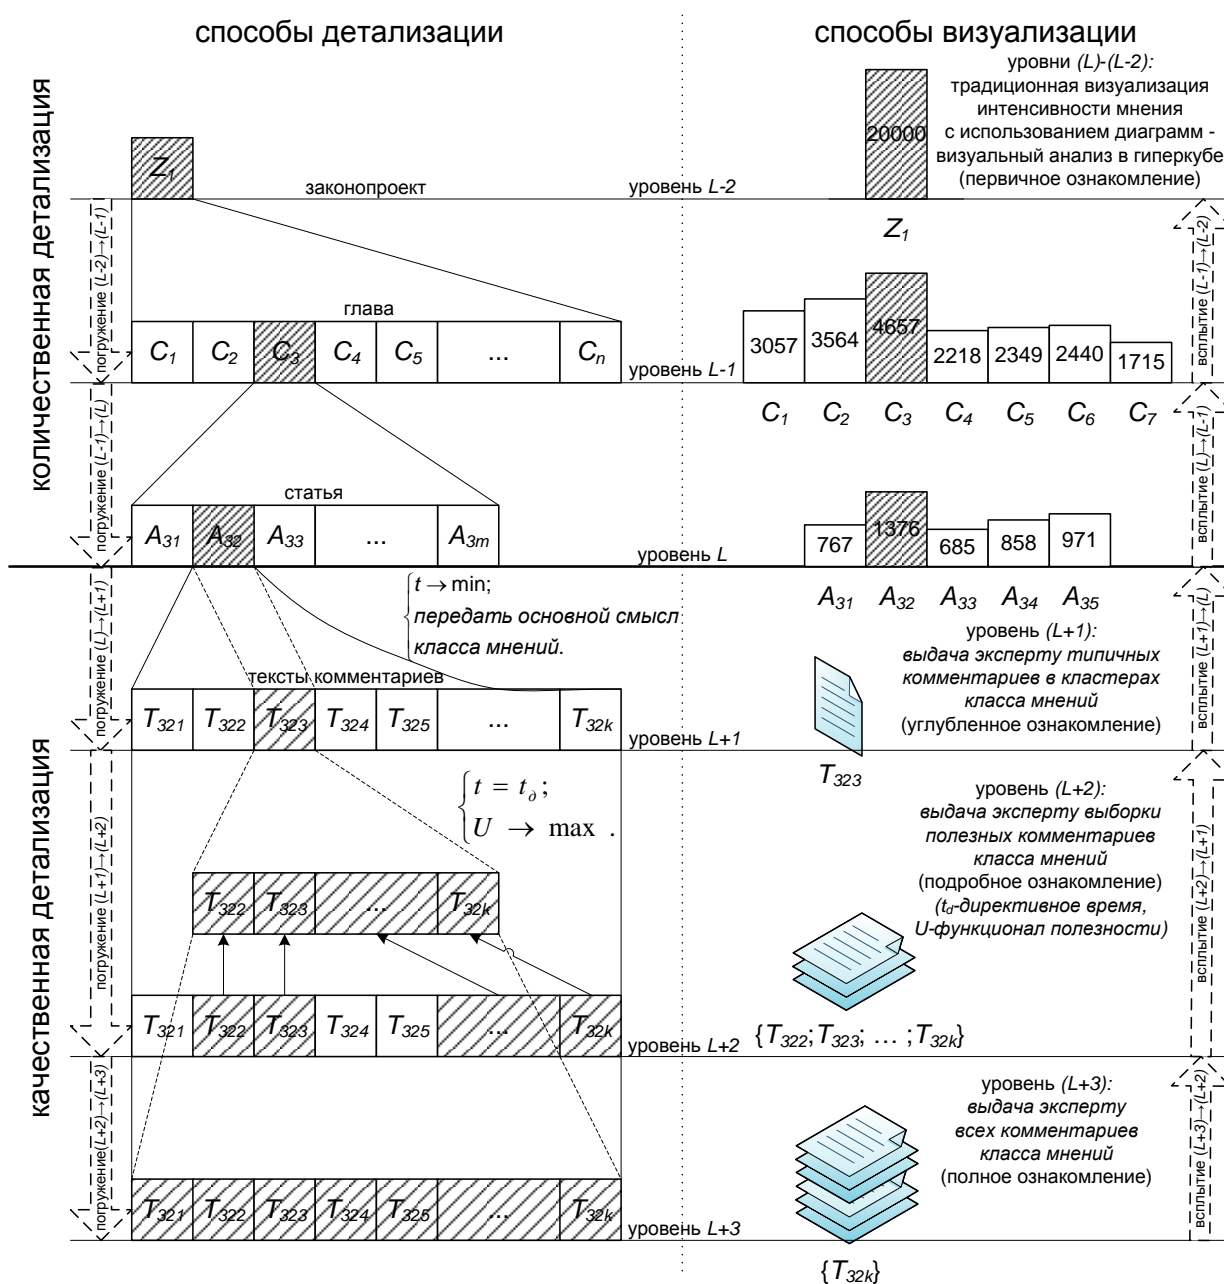 способы детализации
способы визуализации
количественная детализация
качественная детализация
уровни (L)-(L-2):
традиционная визуализация
интенсивности мнения
с использованием диаграмм -
визуальный анализ в гиперкубе
(первичное ознакомление)
Z1
20000
законопроект
уровень L-2
Z1
погружение (L-2)→(L-1)
всплытие (L-1)→(L-2)
глава
C1 C2 C3 C4 C5 ... Cn
уровень L-1
3057 3564 4657 2218 2349 2440 1715
C1 C2 C3 C4 C5 C6 C7
погружение (L-1)→(L)
всплытие (L)→(L-1)
статья
A31 A32 A33 ... A3m
уровень L
767 1376 685 858 971
A31 A32 A33 A34 A35
погружение (L)→(L+1)
всплытие (L+1)→(L)
t → min;
передать основной смысл
класса мнений.
уровень (L+1):
выдача эксперту типичных
комментариев в кластерах
класса мнений
(углубленное ознакомление)
тексты комментариев
T321 T322 T323 T324 T325 ... T32k
уровень L+1
T323
погружение (L+1)→(L+2)
всплытие (L+2)→(L+1)
t = t∂;
U → max .
уровень (L+2):
выдача эксперту выборки
полезных комментариев
класса мнений
(подробное ознакомление)
(td-директивное время,
U-функционал полезности)
T322 T323 ... T32k
T321 T322 T323 T324 T325 ... T32k
уровень L+2
{T322; T323; ... ; T32k}
погружение(L+2)→(L+3)
всплытие (L+3)→(L+2)
уровень (L+3):
выдача эксперту
всех комментариев
класса мнений
(полное ознакомление)
T321 T322 T323 T324 T325 ... T32k
уровень L+3
{T32k}